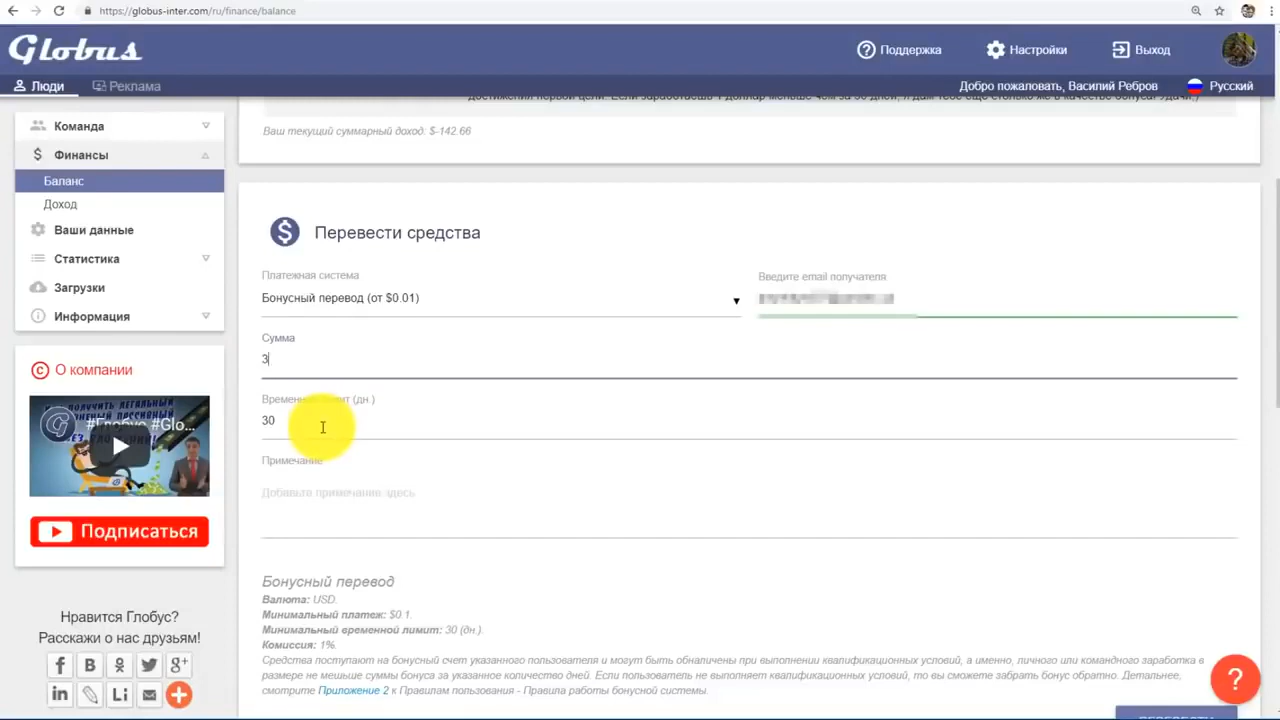 https://globus-inter.com/ru/finance/balance
Globus
Поддержка
Настройки
Выход
Люди
Реклама
Добро пожаловать, Василий Ребров
Русский
Команда
Финансы
Баланс
Доход
Ваши данные
Статистика
Загрузки
Информация
О компании
#Глобус #Glo...
Подписаться
Нравится Глобус?
Расскажи о нас друзьям!
Ваш текущий суммарный доход: $-142.66
Перевести средства
Платежная система
Бонусный перевод (от $0.01)
Введите email получателя
Сумма
3
30
Примечание
Добавьте примечание здесь
Бонусный перевод
Валюта: USD.
Минимальный платеж: $0.1.
Минимальный временной лимит: 30 (дн.).
Комиссия: 1%.
Средства поступают на бонусный счет указанного пользователя и могут быть обналичены при выполнении квалификационных условий, а именно, личного или командного заработка в
размере не меньше суммы бонуса за указанное количество дней. Если пользователь не выполняет квалификационных условий, то вы сможете забрать бонус обратно. Детальнее,
смотрите Приложение 2 к Правилам пользования - Правила работы бонусной системы.